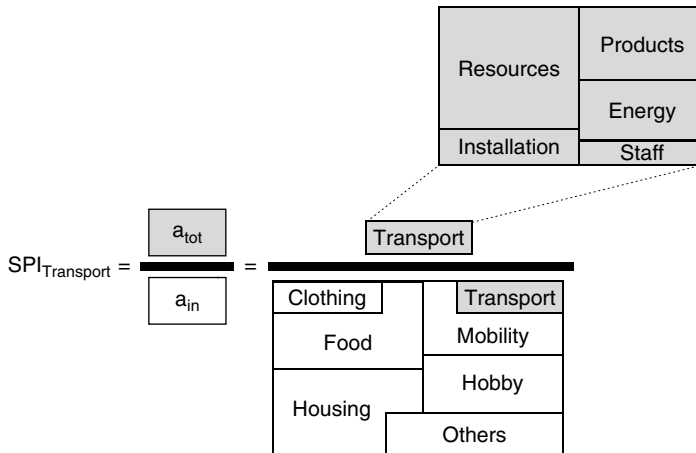 Resources
Products
Energy
Installation
Staff
Transport
SPITransport = atot = 
ain
Clothing
Transport
Food
Mobility
Housing
Hobby
Others